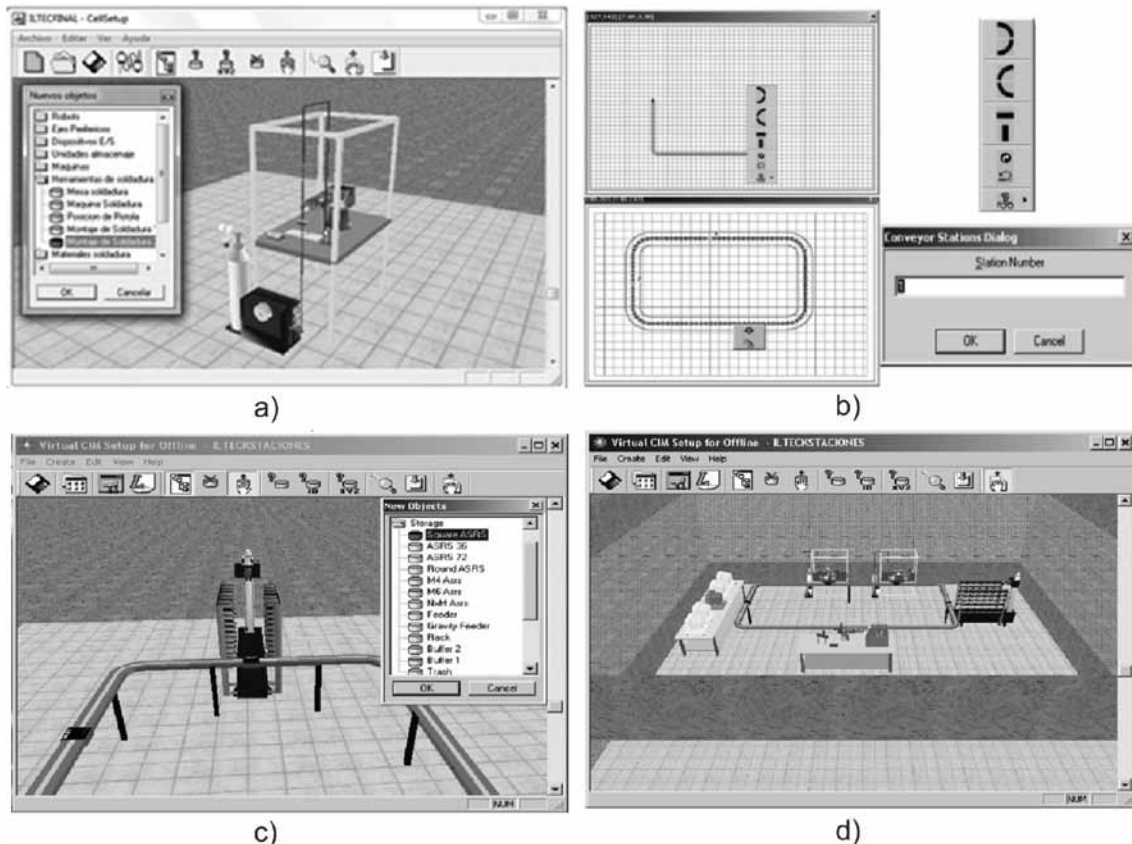 ILTECFINAL - CellSetup
Archivo Editar Ver Ayuda
Nuevos objetos
Robots
Ejes Perifericos
Dispositivos E/S
Unidades almacenaje
Maquinas
Herramientas de soldadura
Mesa soldadura
Maquina Soldadura
Posicion de Pistola
Montaje de Soldadura
Montaje de Soldadura
Materiales soldadura
OK
Cancelar
a)
Conveyor Stations Dialog
Station Number
1
OK
Cancel
b)
Virtual CIM Setup for Offline - ILTECKSTACIONES
File Create Edit View Help
New Objects
Storage
Square ASRS
ASRS 36
ASRS 72
Round ASRS
M4 Asrs
M6 Asrs
NxM Asrs
Feeder
Gravity Feeder
Rack
Buffer 2
Buffer 1
Trash
OK
Cancel
NUM
c)
Virtual CIM Setup for Offline - ILTECKSTACIONES
File Create Edit View Help
NUM
d)